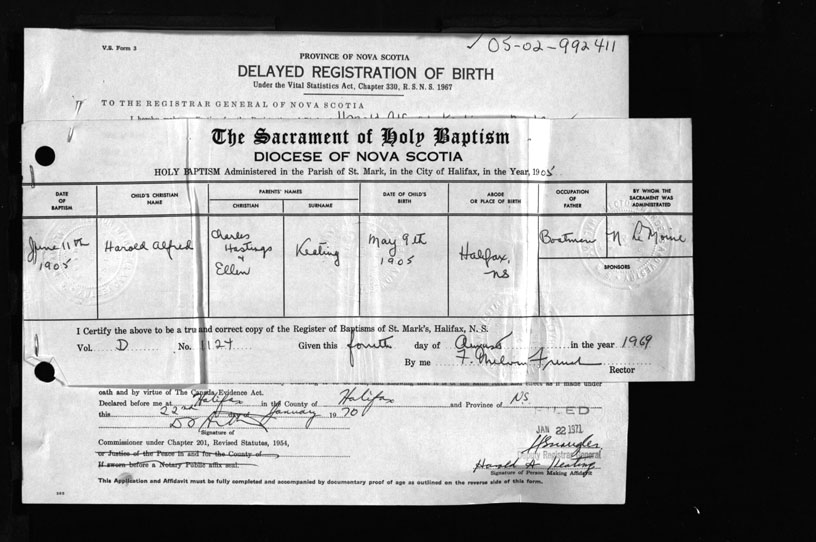 V.S. Form 3
✓ 05-02-992411
PROVINCE OF NOVA SCOTIA
DELAYED REGISTRATION OF BIRTH
Under the Vital Statistics Act, Chapter 330, R. S. N. S. 1967
TO THE REGISTRAR GENERAL OF NOVA SCOTIA
I hereby Harold Alfred
The Sacrament of Holy Baptism
DIOCESE OF NOVA SCOTIA
HOLY BAPTISM Administered in the Parish of St. Mark, in the City of Halifax, in the Year, 1905
DATE OF BAPTISM
CHILD'S CHRISTIAN NAME
PARENTS' NAMES
CHRISTIAN
SURNAME
DATE OF CHILD'S BIRTH
ABODE OR PLACE OF BIRTH
OCCUPATION OF FATHER
BY WHOM THE SACRAMENT WAS ADMINISTERED
June 11th 1905
Harold Alfred
Charles Hastings & Ellen
Keating
May 9th 1905
Halifax, NS
Boatman
N. LeMoine
SPONSORS
I Certify the above to be a tru and correct copy of the Register of Baptisms of St. Mark's, Halifax, N. S.
Vol. D No. 1124 Given this fourth day of August in the year 1969
By me F. Melvin French Rector
oath and by virtue of The Canada Evidence Act.
Declared before me at Halifax in the County of Halifax and Province of NS
this 22nd day of January 1970
FILED
JAN 22 1971
Signature of
Commissioner under Chapter 201, Revised Statutes, 1954,
or Justice of the Peace in and for the County of
If sworn before a Notary Public affix seal.
Deputy Registrar General
Harold A Keating
Signature of Person Making Affidavit
This Application and Affidavit must be fully completed and accompanied by documentary proof of age as outlined on the reverse side of this form.